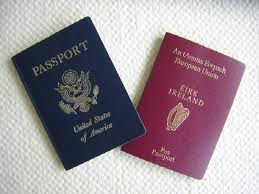 PASSPORT
United States
of America
An tAontas Eorpach
European Union
ÉIRE
IRELAND
Pas
Passport